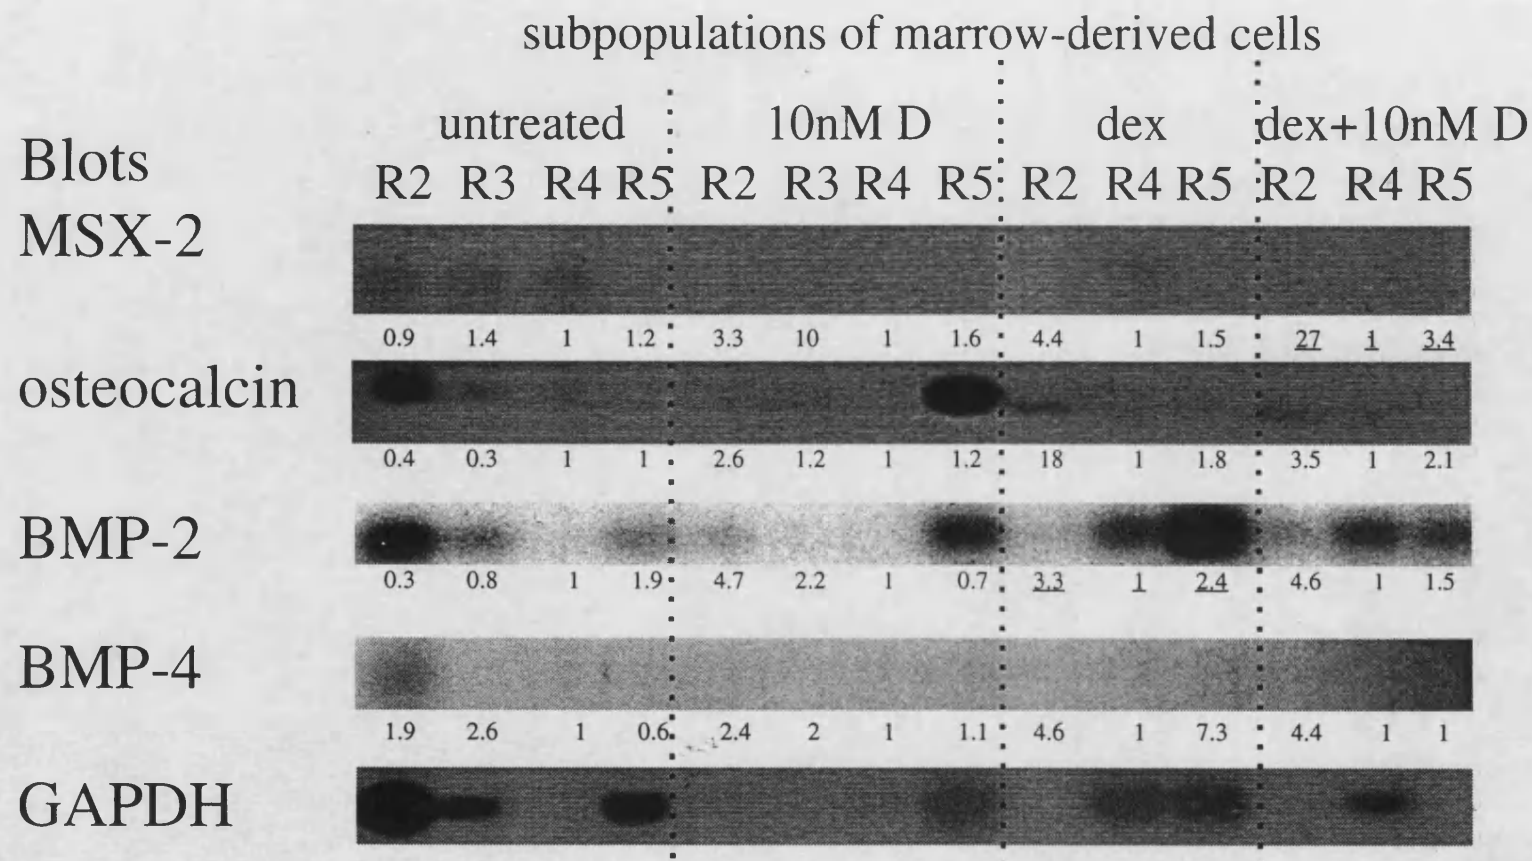 subpopulations of marrow-derived cells
untreated 10nM D dex dex+10nM D
Blots R2 R3 R4 R5 R2 R3 R4 R5 R2 R4 R5 R2 R4 R5
MSX-2
0.9 1.4 1 1.2 3.3 10 1 1.6 4.4 1 1.5 27 1 3.4
osteocalcin
0.4 0.3 1 1 2.6 1.2 1 1.2 18 1 1.8 3.5 1 2.1
BMP-2
0.3 0.8 1 1.9 4.7 2.2 1 0.7 3.3 1 2.4 4.6 1 1.5
BMP-4
1.9 2.6 1 0.6 2.4 2 1 1.1 4.6 1 7.3 4.4 1 1
GAPDH